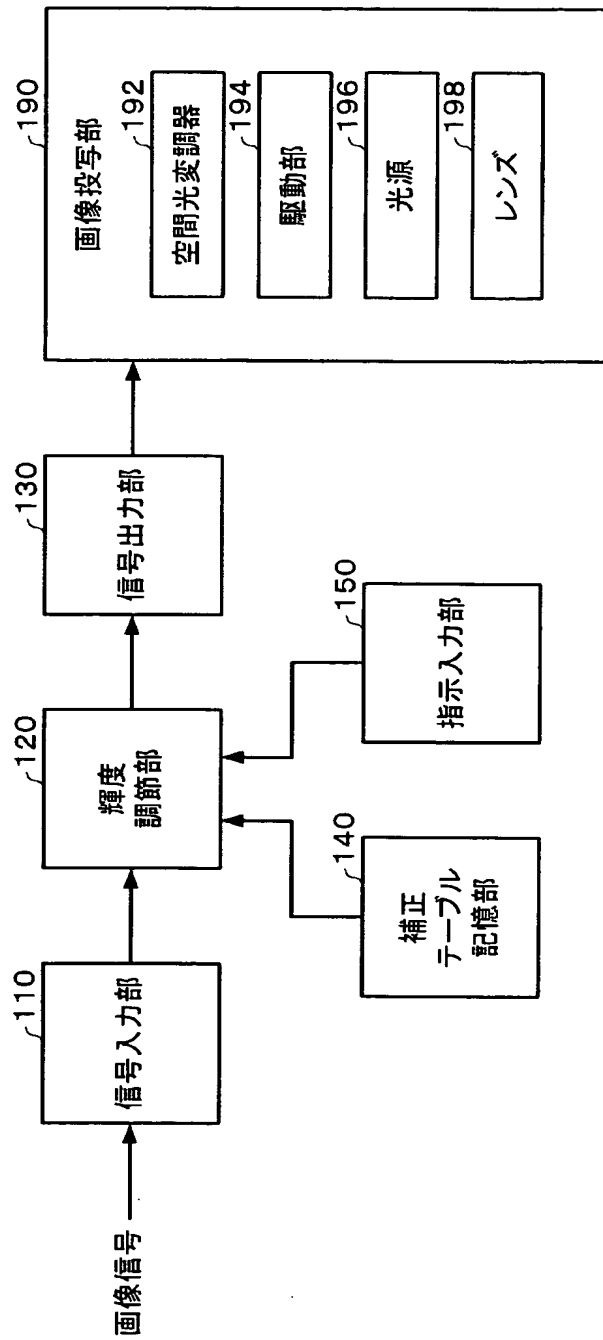 画像信号
110
信号入力部
120
輝度
調節部
130
信号出力部
140
補正
テーブル
記憶部
150
指示入力部
190
画像投写部
192
空間光変調器
194
駆動部
196
光源
198
レンズ